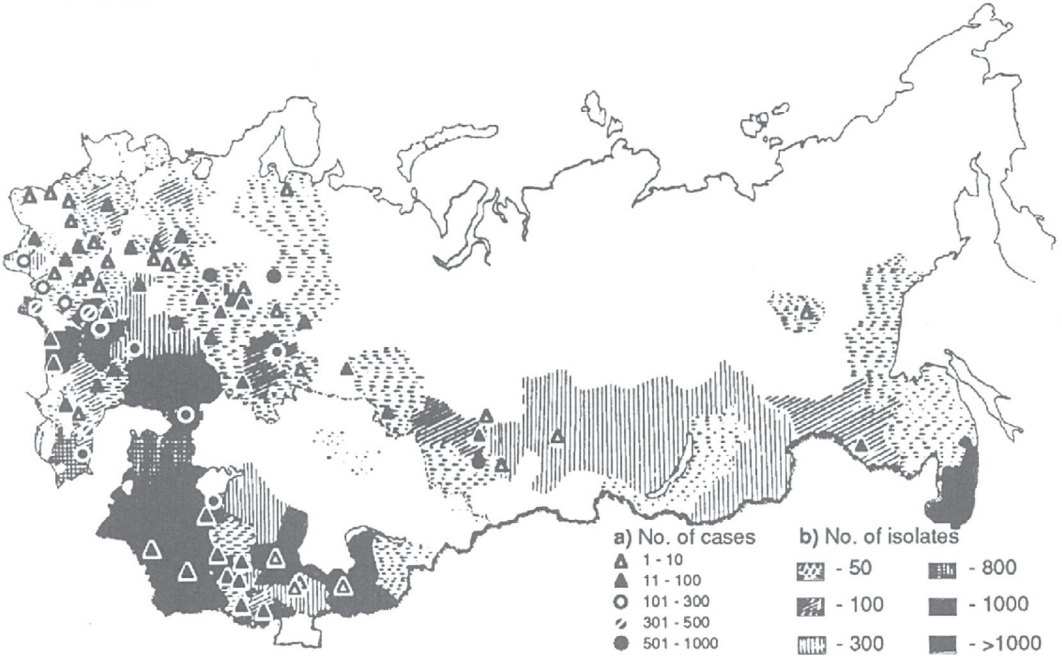 a) No. of cases
1 - 10
11 - 100
101 - 300
301 - 500
501 - 1000
b) No. of isolates
- 50
- 100
- 300
- 800
- 1000
- >1000